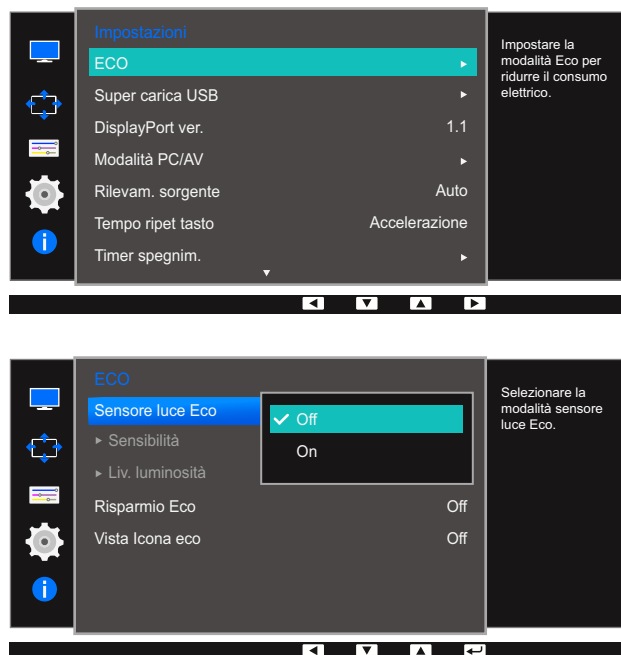 Impostazioni
ECO
Super carica USB
DisplayPort ver. 1.1
Modalità PC/AV
Rilevam. sorgente Auto
Tempo ripet tasto Accelerazione
Timer spegnim.
Impostare la
modalità Eco per
ridurre il consumo
elettrico.
ECO
Sensore luce Eco
Off
On
Sensibilità
Liv. luminosità
Risparmio Eco Off
Vista Icona eco Off
Selezionare la
modalità sensore
luce Eco.